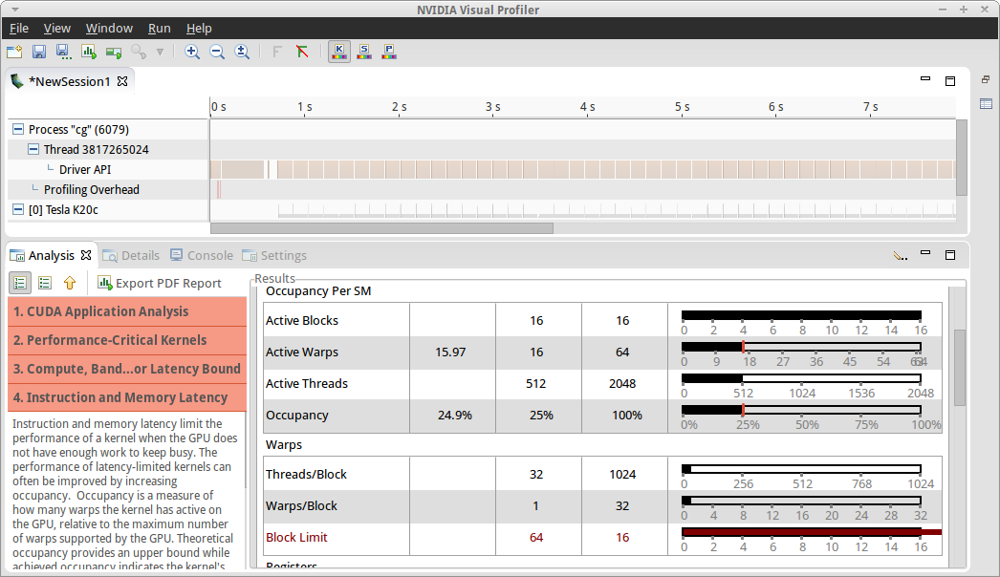 NVIDIA Visual Profiler
File View Window Run Help
F K S P
*NewSession1
0 s 1 s 2 s 3 s 4 s 5 s 6 s 7 s
Process "cg" (6079)
Thread 3817265024
Driver API
Profiling Overhead
[0] Tesla K20c
Analysis Details Console Settings
Export PDF Report
Results
1. CUDA Application Analysis
2. Performance-Critical Kernels
3. Compute, Band...or Latency Bound
4. Instruction and Memory Latency
Instruction and memory latency limit the
performance of a kernel when the GPU does
not have enough work to keep busy. The
performance of latency-limited kernels can
often be improved by increasing
occupancy. Occupancy is a measure of
how many warps the kernel has active on
the GPU, relative to the maximum number
of warps supported by the GPU. Theoretical
occupancy provides an upper bound while
achieved occupancy indicates the kernel's
Occupancy Per SM
Active Blocks 16 16
0 2 4 6 8 10 12 14 16
Active Warps 15.97 16 64
0 9 18 27 36 45 54 63 64
Active Threads 512 2048
0 512 1024 1536 2048
Occupancy 24.9% 25% 100%
0% 25% 50% 75% 100%
Warps
Threads/Block 32 1024
0 256 512 768 1024
Warps/Block 1 32
0 4 8 12 16 20 24 28 32
Block Limit 64 16
0 2 4 6 8 10 12 14 16
Registers